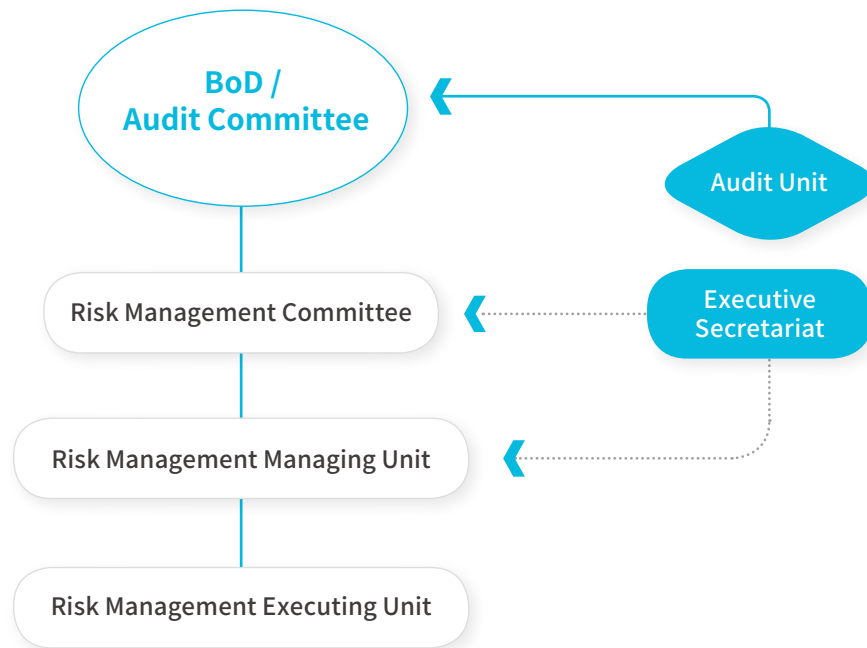 BoD /
Audit Committee
Audit Unit
Risk Management Committee
Executive
Secretariat
Risk Management Managing Unit
Risk Management Executing Unit